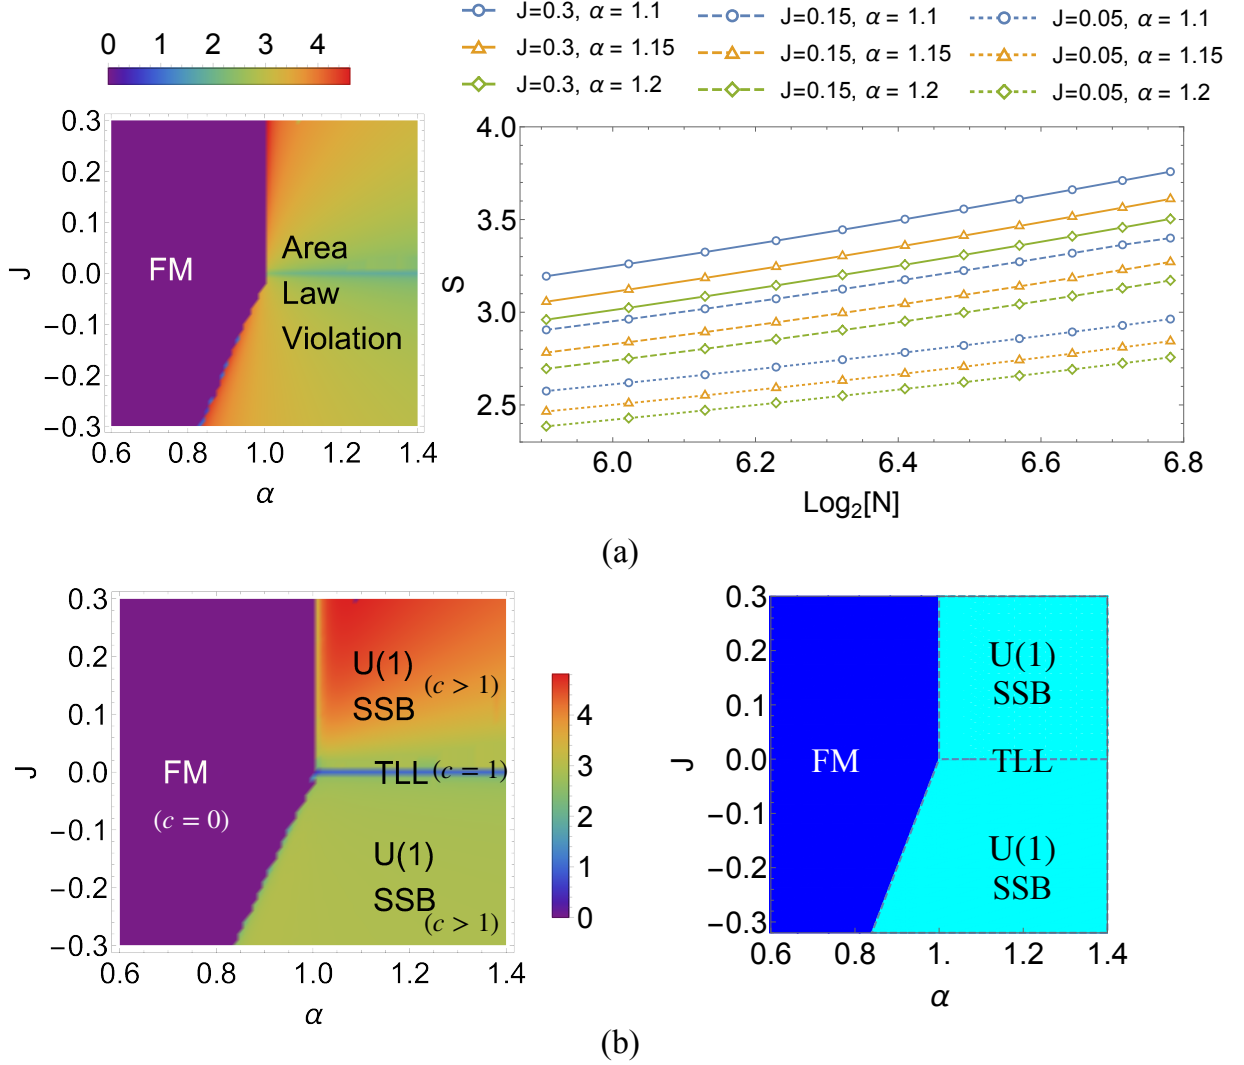 0 1 2 3 4
J=0.3, α = 1.1
J=0.15, α = 1.1
J=0.05, α = 1.1
J=0.3, α = 1.15
J=0.15, α = 1.15
J=0.05, α = 1.15
J=0.3, α = 1.2
J=0.15, α = 1.2
J=0.05, α = 1.2
0.3
0.2
0.1
0.0
−0.1
−0.2
−0.3
J
FM
Area
Law
Violation
0.6 0.8 1.0 1.2 1.4
α
4.0
3.5
3.0
2.5
S
6.0 6.2 6.4 6.6 6.8
Log2[N]
(a)
0.3
0.2
0.1
0.0
−0.1
−0.2
−0.3
J
U(1)
SSB (c > 1)
FM
(c = 0)
TLL (c = 1)
U(1)
SSB
(c > 1)
0.6 0.8 1.0 1.2 1.4
α
4
3
2
1
0
0.3
0.2
0.1
0.0
−0.1
−0.2
−0.3
J
U(1)
SSB
FM
TLL
U(1)
SSB
0.6 0.8 1. 1.2 1.4
α
(b)